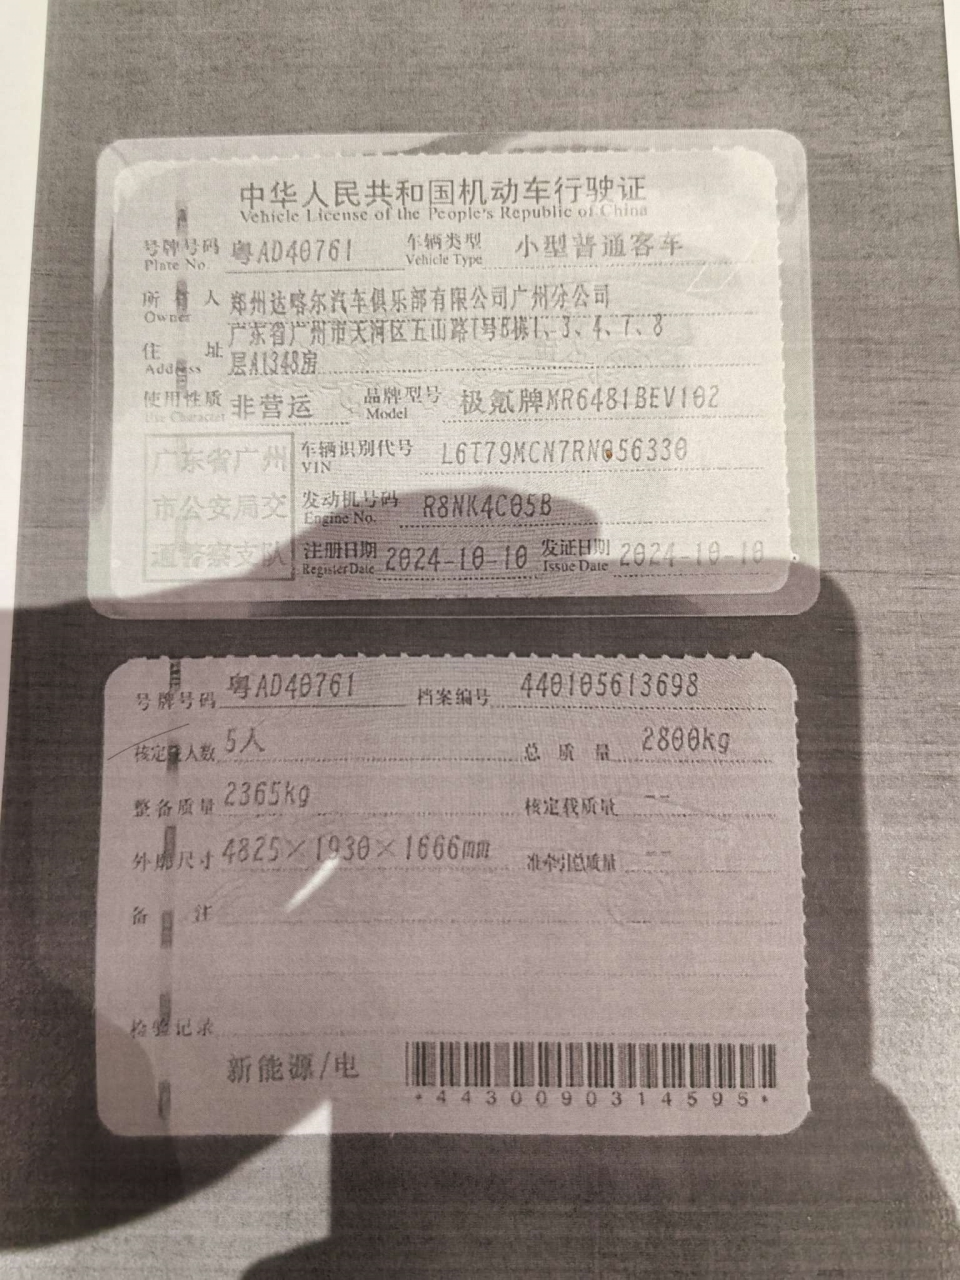 中华人民共和国机动车行驶证
Vehicle License of the People's Republic of China
号牌号码 粤AD40761 车辆类型 小型普通客车
Plate No. Vehicle Type
所有人 郑州达喀尔汽车俱乐部有限公司广州分公司
Owner
住址 广东省广州市天河区五山路1号B栋1、3、4、7、8
Address 层A1348房
使用性质 非营运 品牌型号 极氪牌MR6481BEV102
Use Character Model
广东省广州
市公安局交
通警察支队
车辆识别代号 L6T79MCN7RN056330
VIN
发动机号码 R8NK4C05B
Engine No.
注册日期 2024-10-10 发证日期 2024-10-10
Register Date Issue Date
号牌号码 粤AD40761 档案编号 440105613698
核定载人数 5人 总质量 2800kg
整备质量 2365kg 核定载质量 --
外廓尺寸 4825×1930×1666mm 准牵引总质量 --
备注
检验记录
新能源/电
*4430090314595*